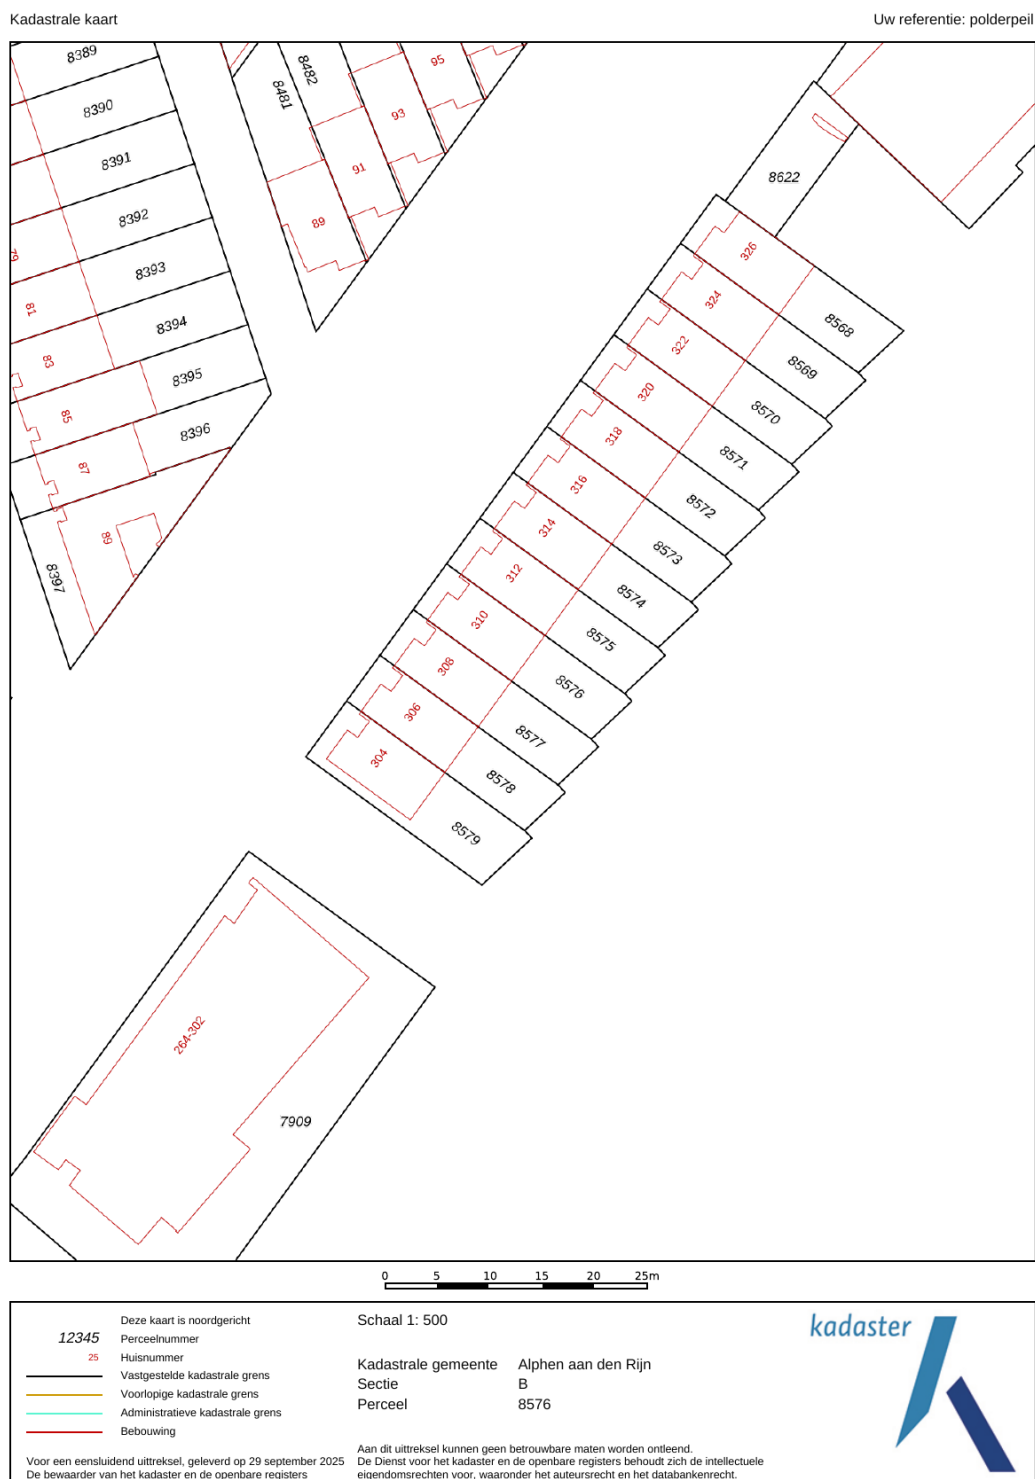 Kadastrale kaart
Uw referentie: polderpeil
8389
8390
8391
8392
8393
8394
8395
8396
8397
79
81
83
85
87
89
8481
8482
89
91
93
95
8622
326
324
322
320
318
316
314
312
310
308
306
304
8568
8569
8570
8571
8572
8573
8574
8575
8576
8577
8578
8579
264-302
7909
0 5 10 15 20 25m
Deze kaart is noordgericht
12345 Perceelnummer
25 Huisnummer
Vastgestelde kadastrale grens
Voorlopige kadastrale grens
Administratieve kadastrale grens
Bebouwing
Voor een eensluidend uittreksel, geleverd op 29 september 2025
De bewaarder van het kadaster en de openbare registers
Schaal 1: 500
Kadastrale gemeente Alphen aan den Rijn
Sectie B
Perceel 8576
Aan dit uittreksel kunnen geen betrouwbare maten worden ontleend.
De Dienst voor het kadaster en de openbare registers behoudt zich de intellectuele
eigendomsrechten voor, waaronder het auteursrecht en het databankenrecht.
kadaster